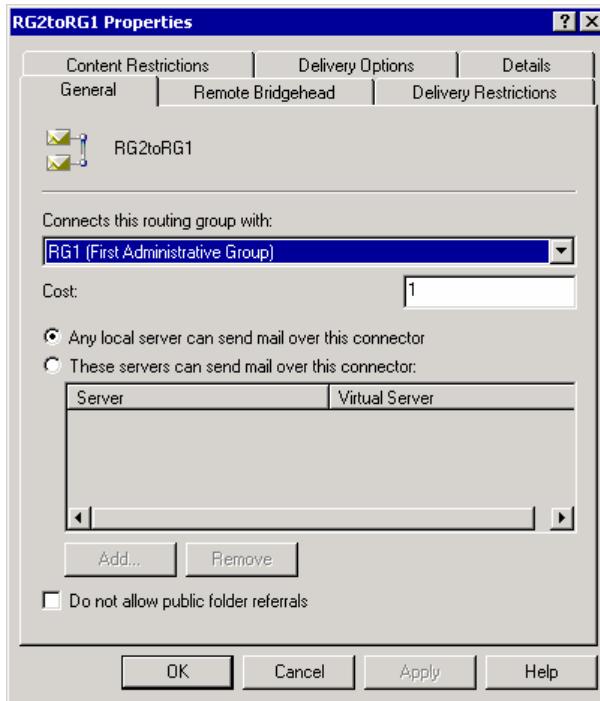 RG2toRG1 Properties
Content Restrictions Delivery Options Details
General Remote Bridgehead Delivery Restrictions
RG2toRG1
Connects this routing group with:
RG1 (First Administrative Group)
Cost: 1
Any local server can send mail over this connector
These servers can send mail over this connector:
Server Virtual Server
Add... Remove
Do not allow public folder referrals
OK Cancel Apply Help